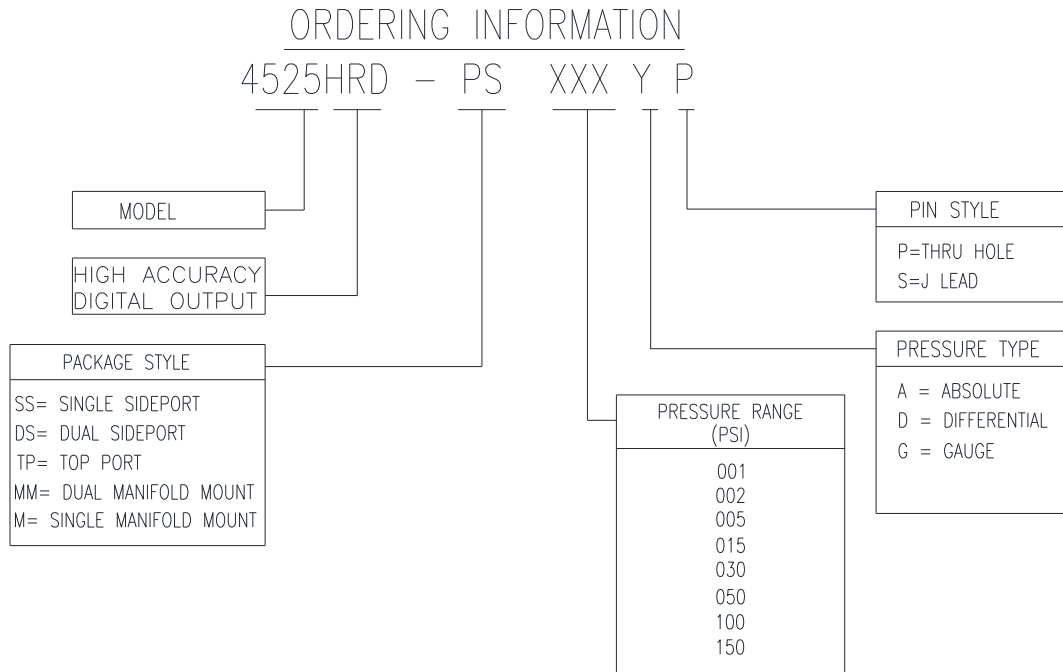 ORDERING INFORMATION
4525HRD - PS XXX Y P
MODEL
HIGH ACCURACY
DIGITAL OUTPUT
PACKAGE STYLE
SS= SINGLE SIDEPORT
DS= DUAL SIDEPORT
TP= TOP PORT
MM= DUAL MANIFOLD MOUNT
M= SINGLE MANIFOLD MOUNT
PRESSURE RANGE
(PSI)
001
002
005
015
030
050
100
150
PIN STYLE
P=THRU HOLE
S=J LEAD
PRESSURE TYPE
A = ABSOLUTE
D = DIFFERENTIAL
G = GAUGE